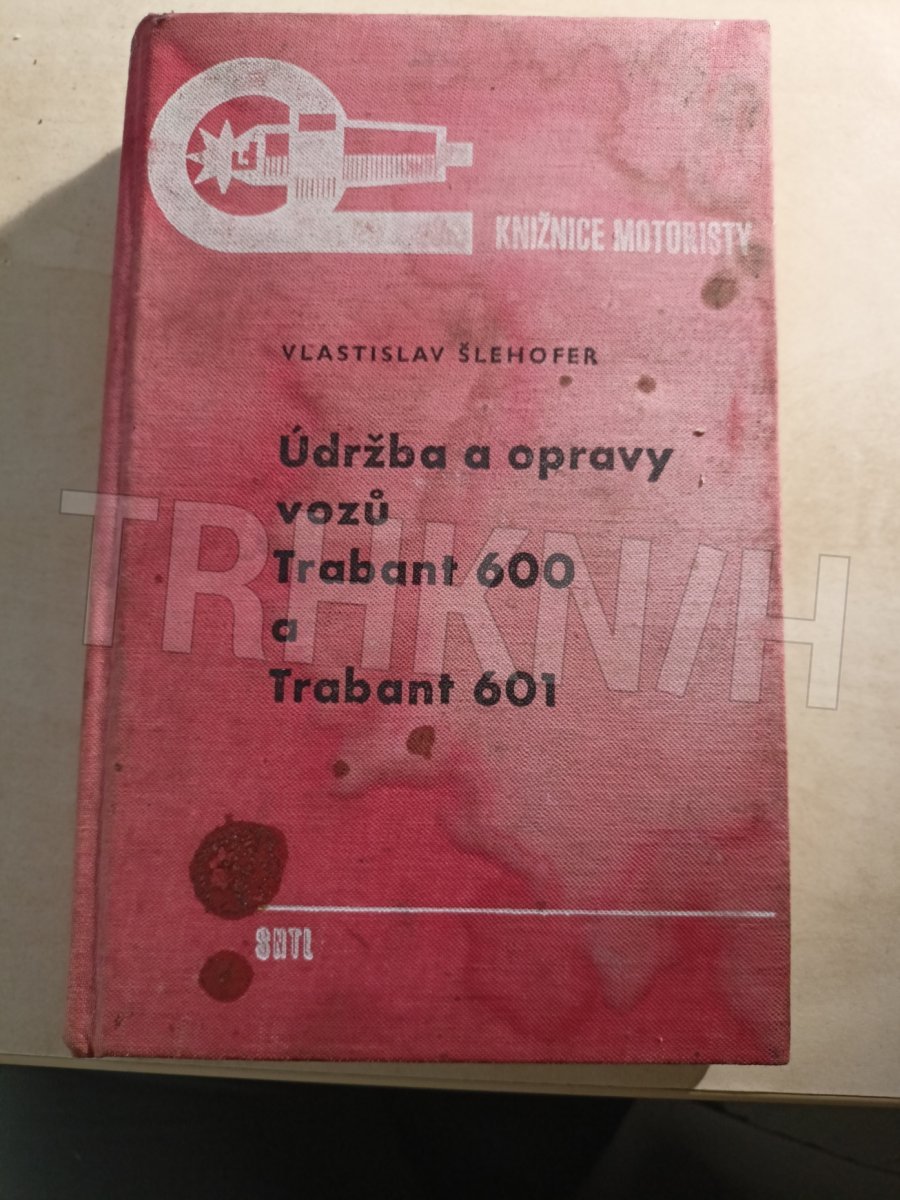 KNIŽNICE MOTORISTY
VLASTISLAV ŠLEHOFER
Údržba a opravy
vozů
Trabant 600
a
Trabant 601
TRHKNIH
SNTL